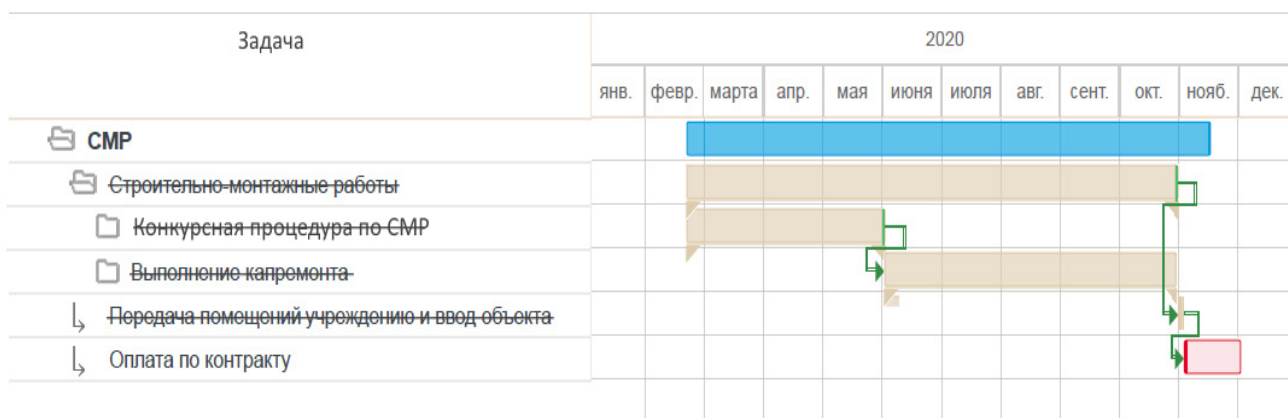 Задача
2020
янв. февр. марта апр. мая июня июля авг. сент. окт. нояб. дек.
СМР
Строительно-монтажные работы
Конкурсная процедура по СМР
Выполнение капремонта
Передача помещений учреждению и ввод объекта
Оплата по контракту